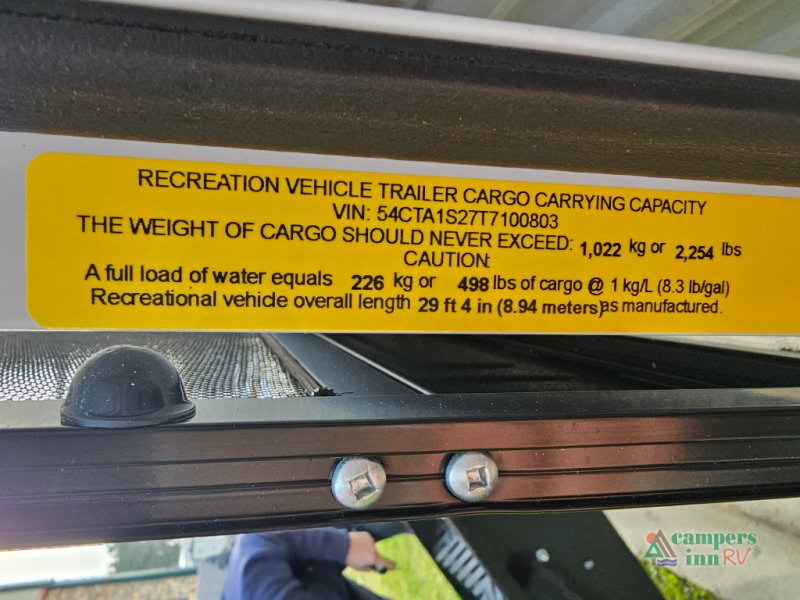 RECREATION VEHICLE TRAILER CARGO CARRYING CAPACITY
VIN: 54CTA1S27T7100803
THE WEIGHT OF CARGO SHOULD NEVER EXCEED: 1,022 kg or 2,254 lbs
CAUTION:
A full load of water equals 226 kg or 498 lbs of cargo @ 1 kg/L (8.3 lb/gal)
Recreational vehicle overall length 29 ft 4 in (8.94 meters) as manufactured.
campers
inn RV